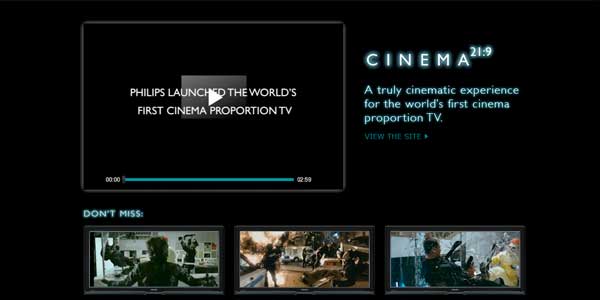 PHILIPS LAUNCHED THE WORLD'S
FIRST CINEMA PROPORTION TV
00:00
02:59
CINEMA 21:9
A truly cinematic experience
for the world's first cinema
proportion TV.
VIEW THE SITE
DON'T MISS: